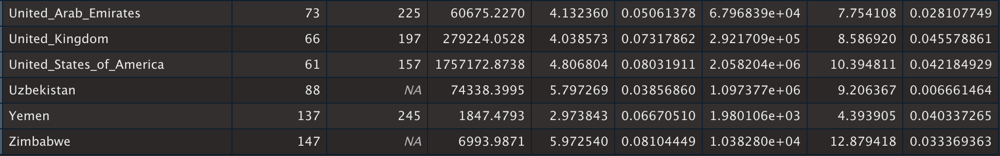 United_Arab_Emirates 73 225 60675.2270 4.132360 0.05061378 6.796839e+04 7.754108 0.028107749
United_Kingdom 66 197 279224.0528 4.038573 0.07317862 2.921709e+05 8.586920 0.045578861
United_States_of_America 61 157 1757172.8738 4.806804 0.08031911 2.058204e+06 10.394811 0.042184929
Uzbekistan 88 NA 74338.3995 5.797269 0.03856860 1.097377e+06 9.206367 0.006661464
Yemen 137 245 1847.4793 2.973843 0.06670510 1.980106e+03 4.393905 0.040337265
Zimbabwe 147 NA 6993.9871 5.972540 0.08104449 1.038280e+04 12.879418 0.033369363